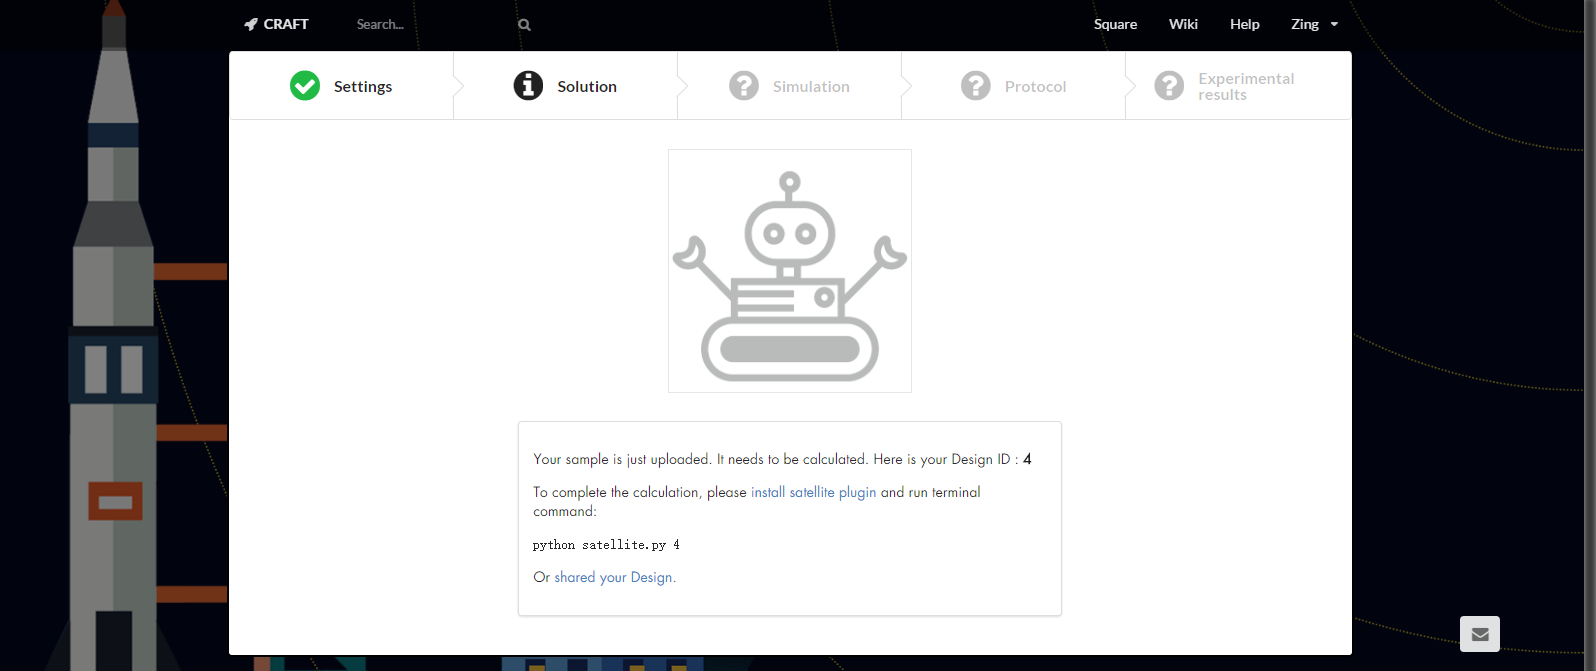 CRAFT
Search...
Square
Wiki
Help
Zing
Settings
Solution
Simulation
Protocol
Experimental
results
Your sample is just uploaded. It needs to be calculated. Here is your Design ID : 4
To complete the calculation, please install satellite plugin and run terminal
command:
python satellite.py 4
Or shared your Design.